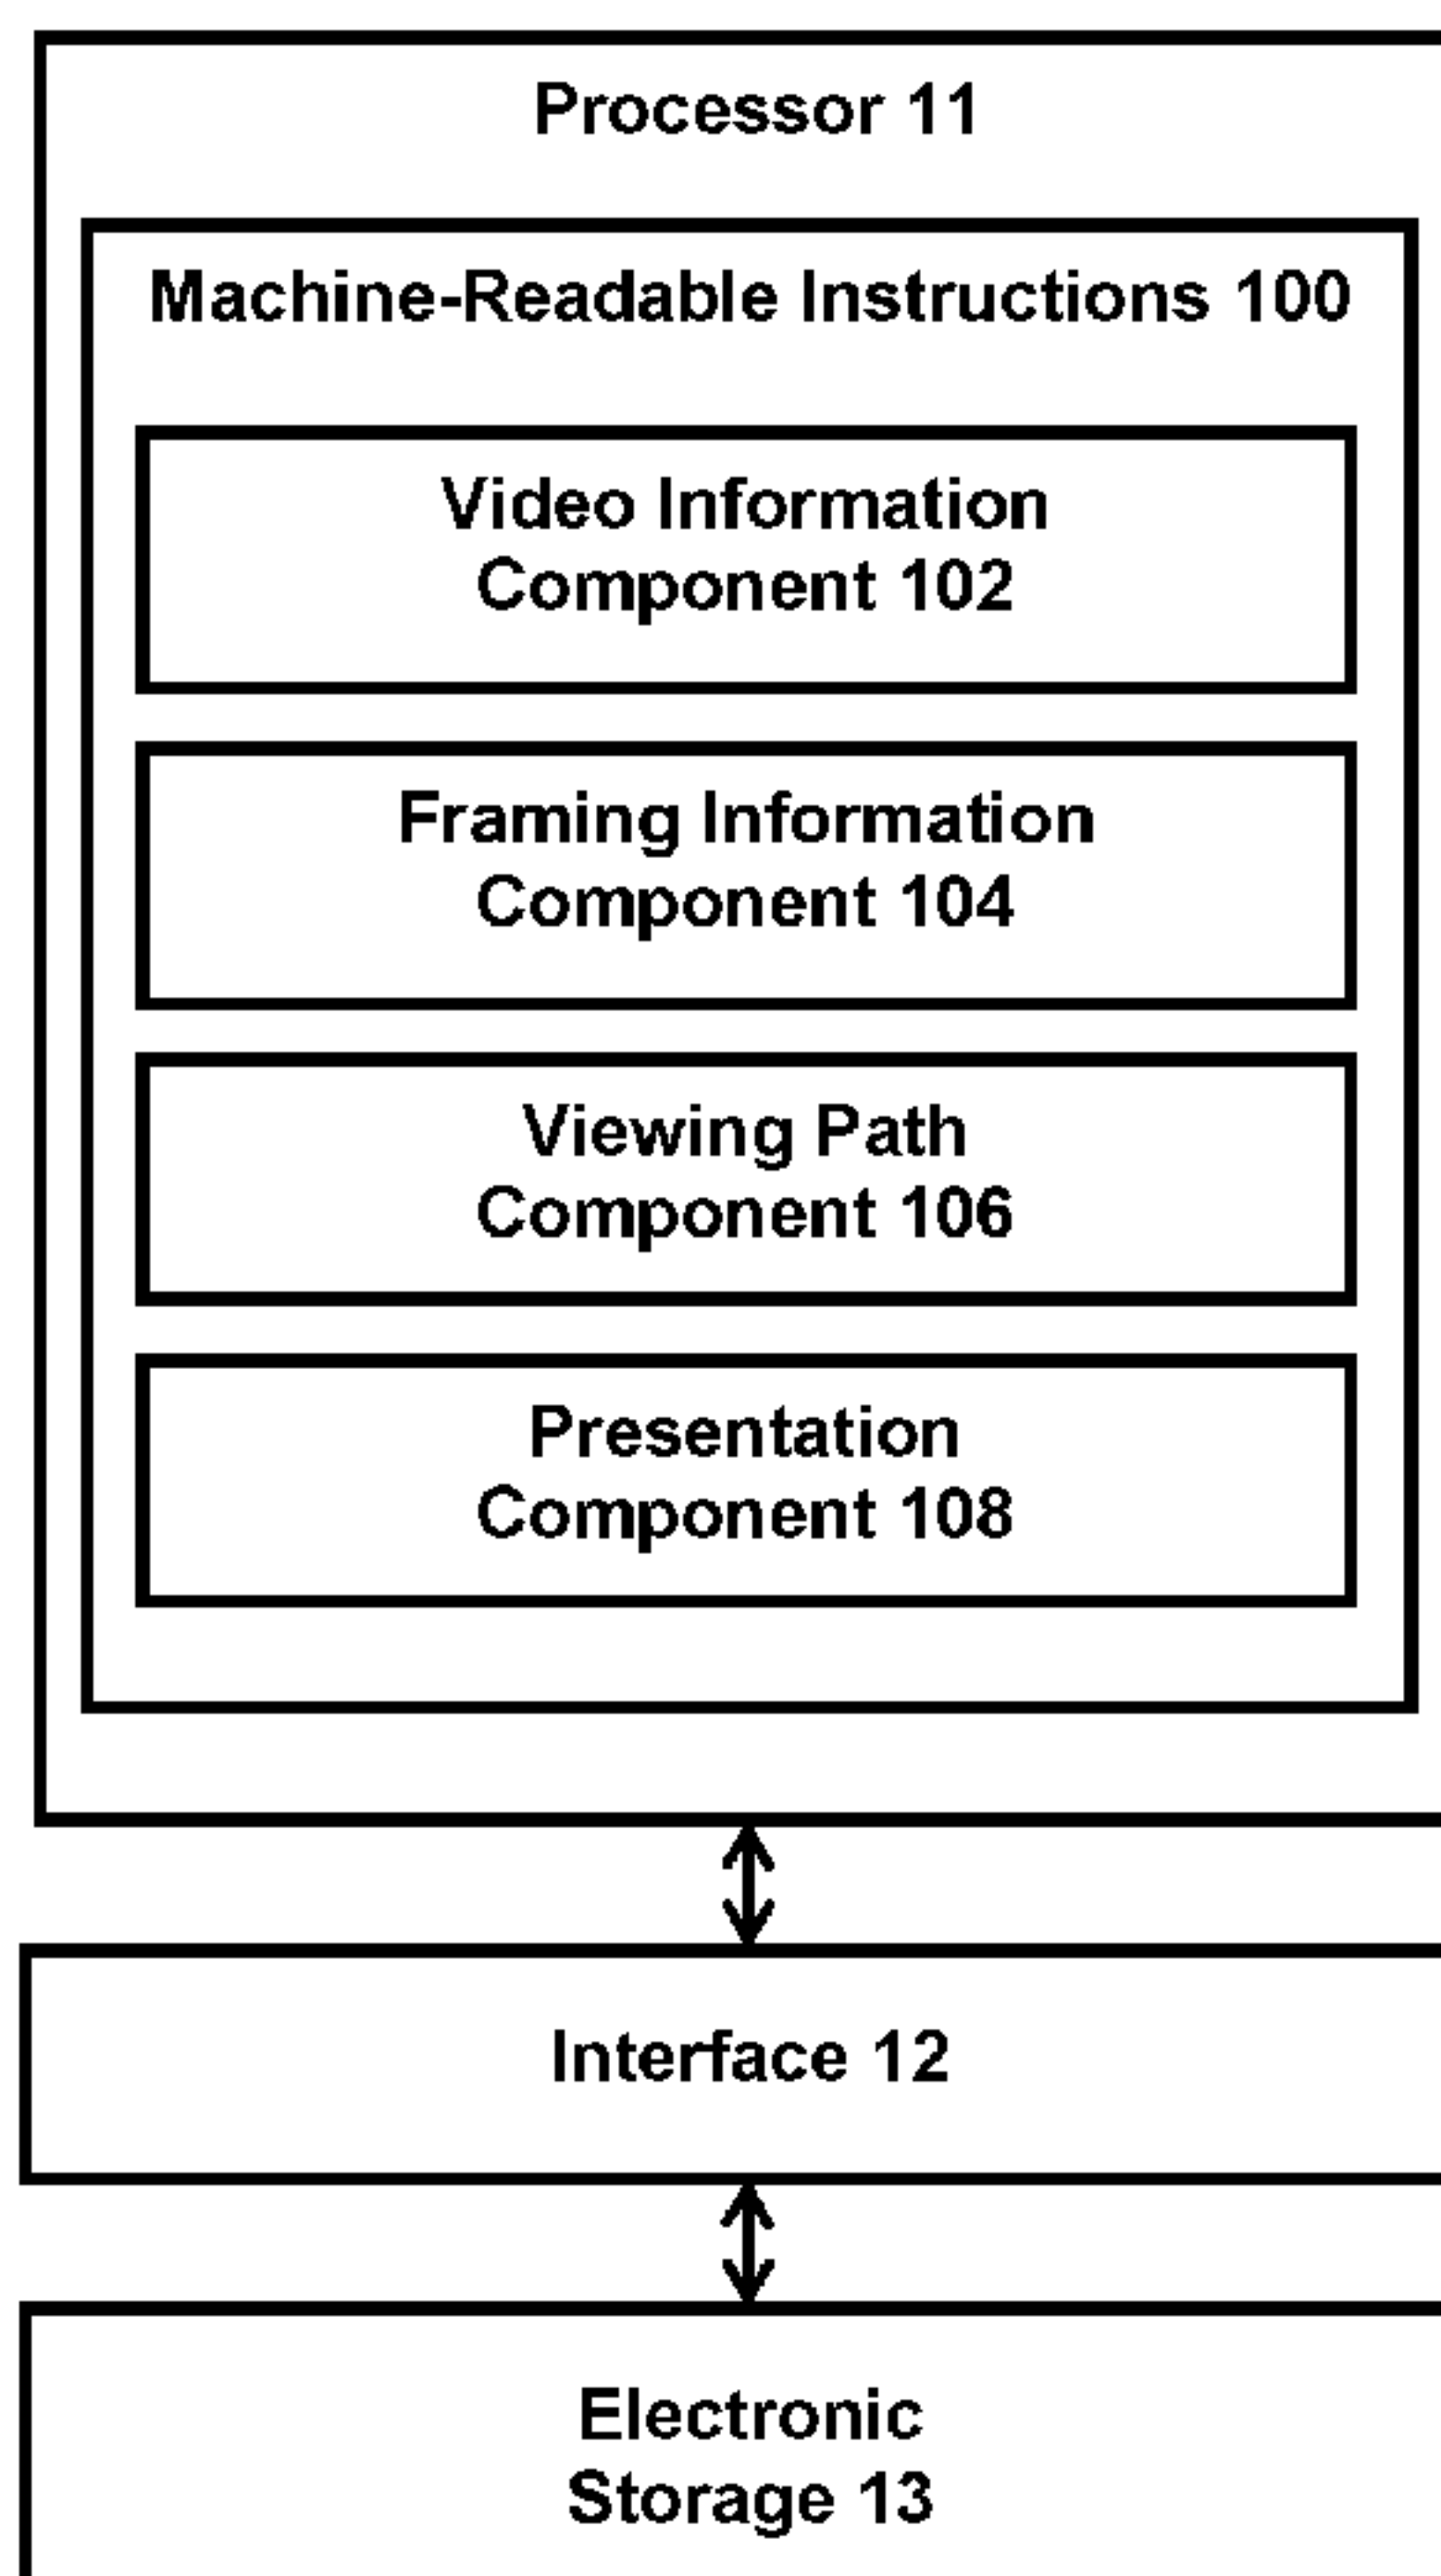 Processor 11
Machine-Readable Instructions 100
Video Information
Component 102
Framing Information
Component 104
Viewing Path
Component 106
Presentation
Component 108
Interface 12
Electronic
Storage 13